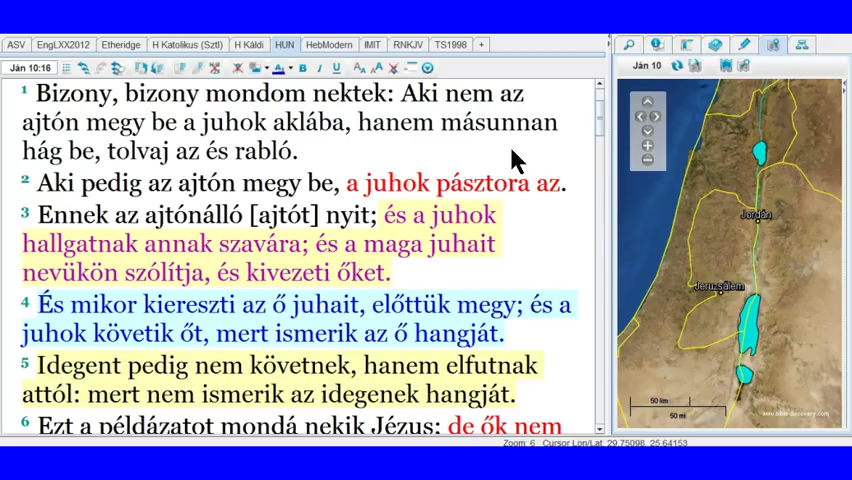 ASV EngLXX2012 Etheridge H Katolikus (Sztl) H Káldi HUN HebModern IMIT RNKJV TS1998 +
Ján 10:16
B I U
1 Bizony, bizony mondom nektek: Aki nem az
ajtón megy be a juhok aklába, hanem másunnan
hág be, tolvaj az és rabló.
2 Aki pedig az ajtón megy be, a juhok pásztora az.
3 Ennek az ajtónálló [ajtót] nyit; és a juhok
hallgatnak annak szavára; és a maga juhait
nevükön szólítja, és kivezeti őket.
4 És mikor kiereszti az ő juhait, előttük megy; és a
juhok követik őt, mert ismerik az ő hangját.
5 Idegent pedig nem követnek, hanem elfutnak
attól: mert nem ismerik az idegenek hangját.
6 Ezt a példázatot mondá nekik Jézus; de ők nem
Ján 10
Jordán
Jeruzsálem
50 km
50 mi
www.bible-discovery.com
Zoom: 6 Cursor Lon/Lat: 29.75098, 25.64153